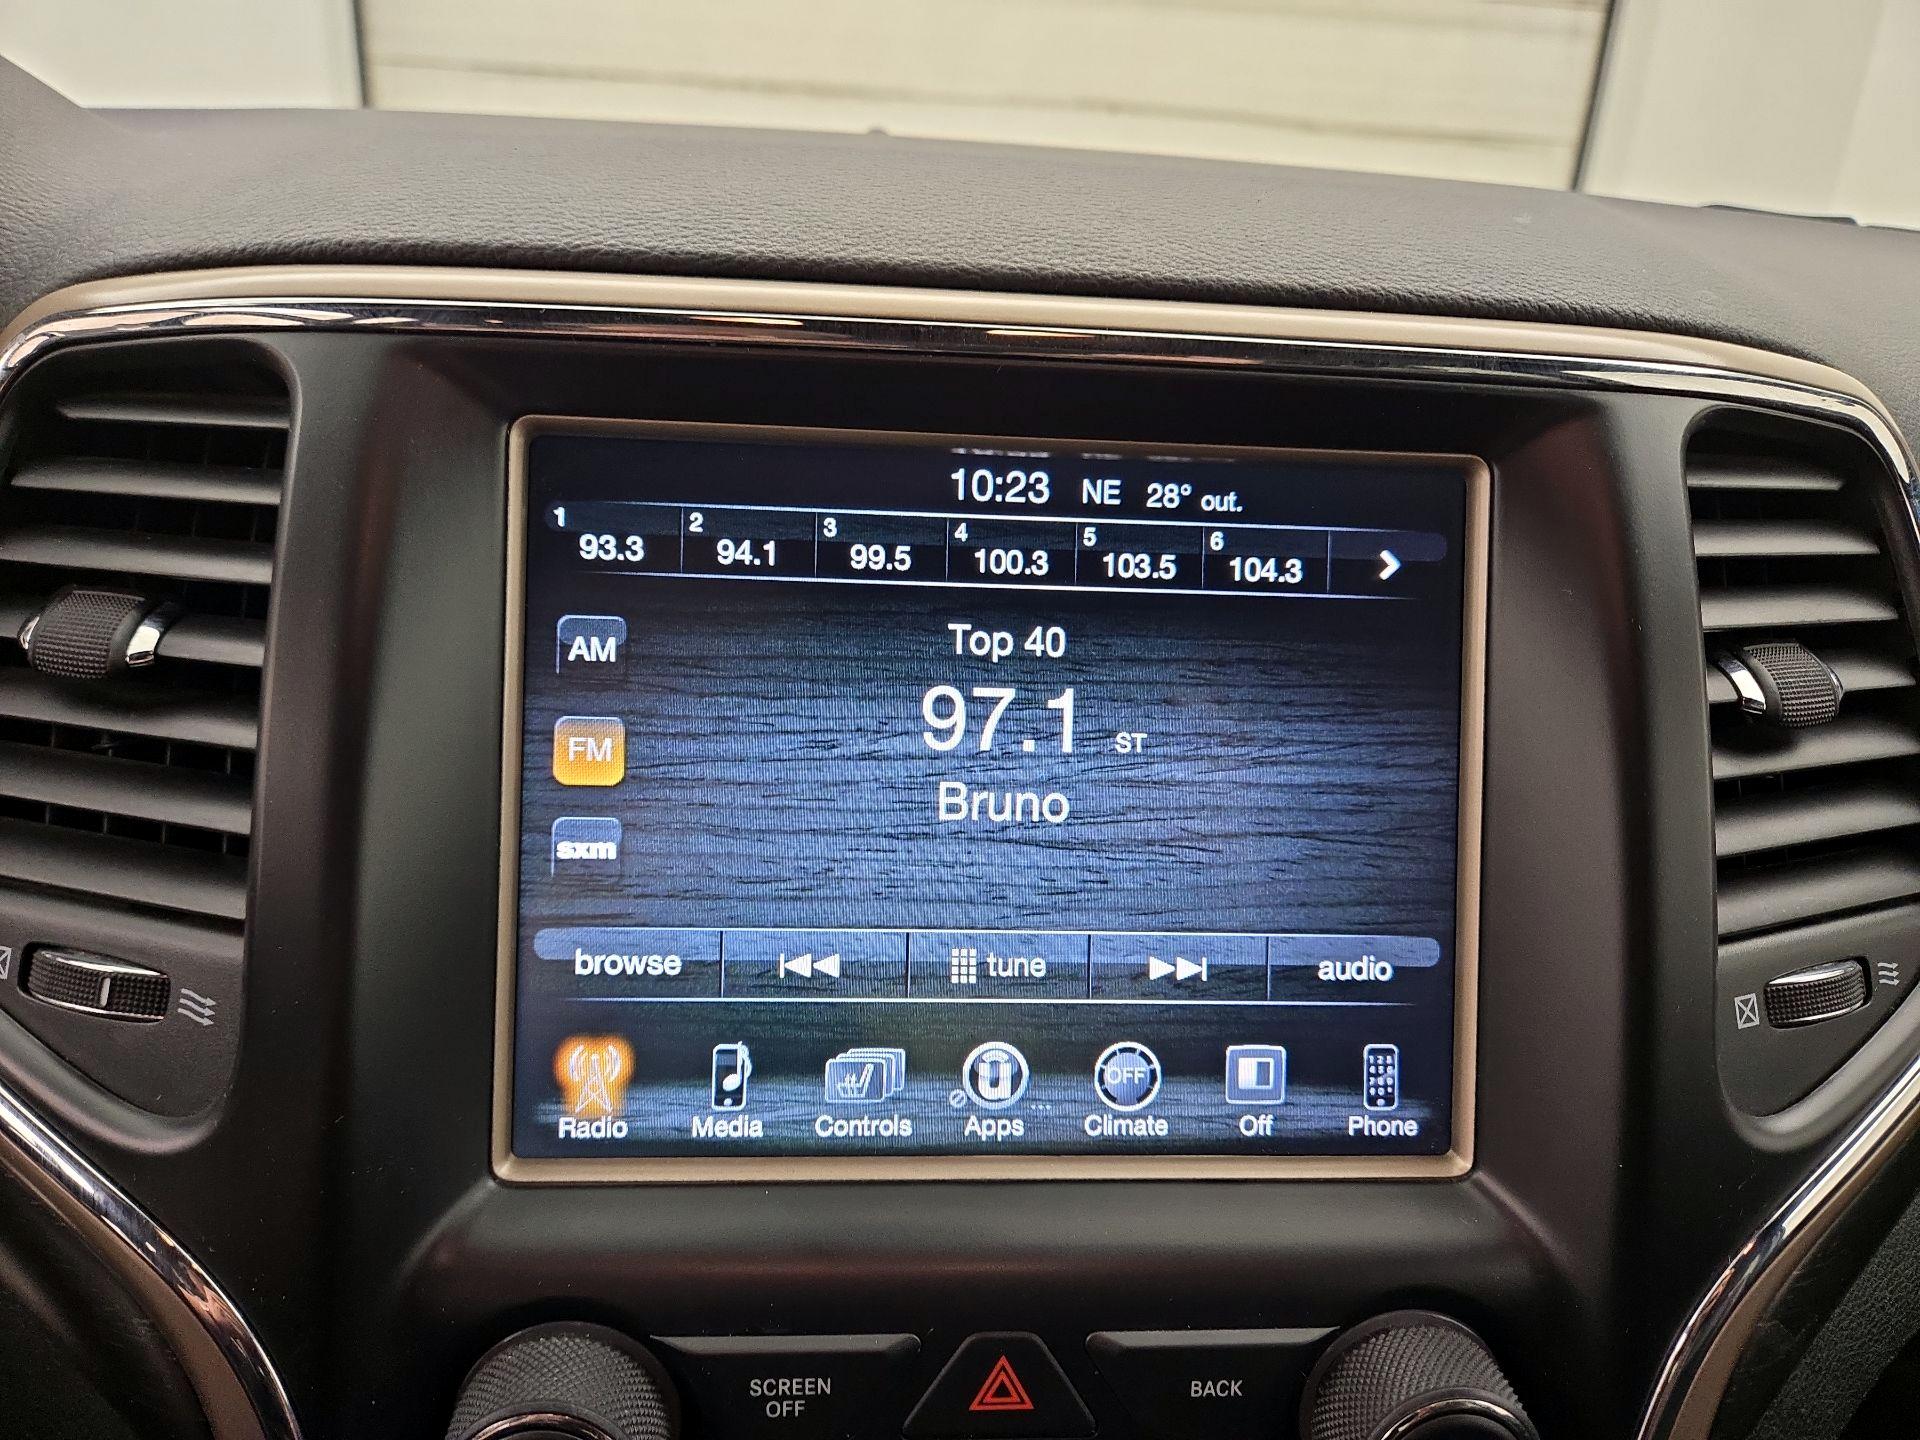 10:23 NE 28° out.
1 93.3 2 94.1 3 99.5 4 100.3 5 103.5 6 104.3
AM
Top 40
FM
97.1 ST
Bruno
sxm
browse tune audio
OFF
Radio Media Controls Apps Climate Off Phone
SCREEN
OFF
BACK